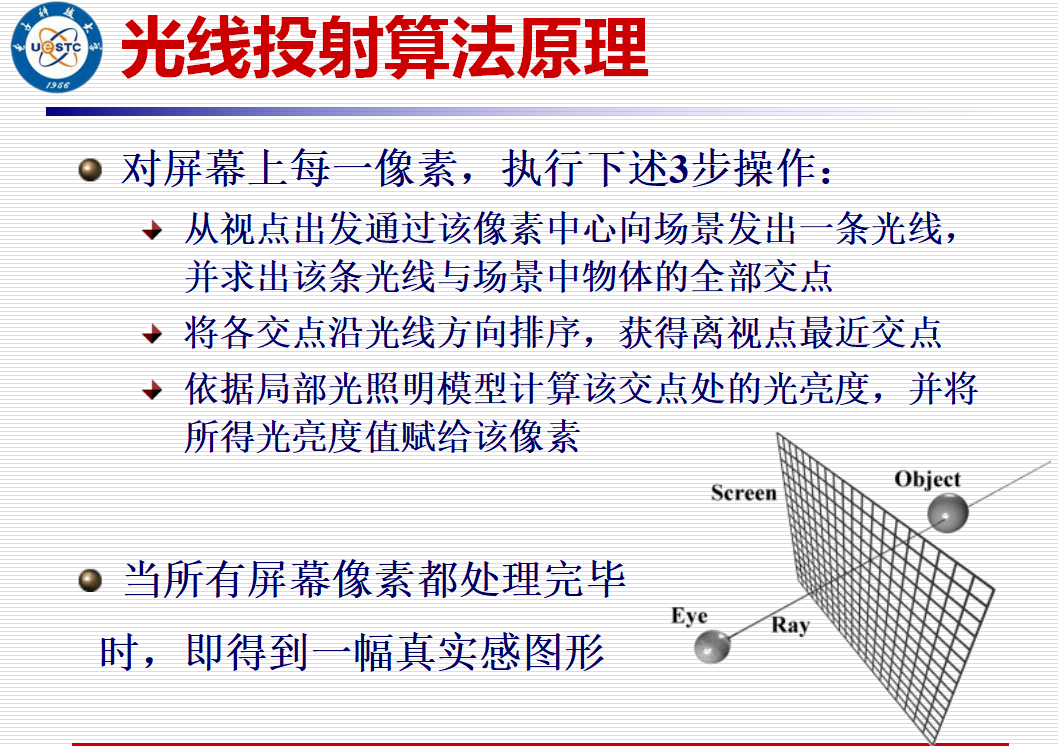 电子科技大学
UESTC
1956
光线投射算法原理
对屏幕上每一像素，执行下述3步操作：
从视点出发通过该像素中心向场景发出一条光线，
并求出该条光线与场景中物体的全部交点
将各交点沿光线方向排序，获得离视点最近交点
依据局部光照明模型计算该交点处的光亮度，并将
所得光亮度值赋给该像素
Screen
Object
当所有屏幕像素都处理完毕
Eye
Ray
时，即得到一幅真实感图形